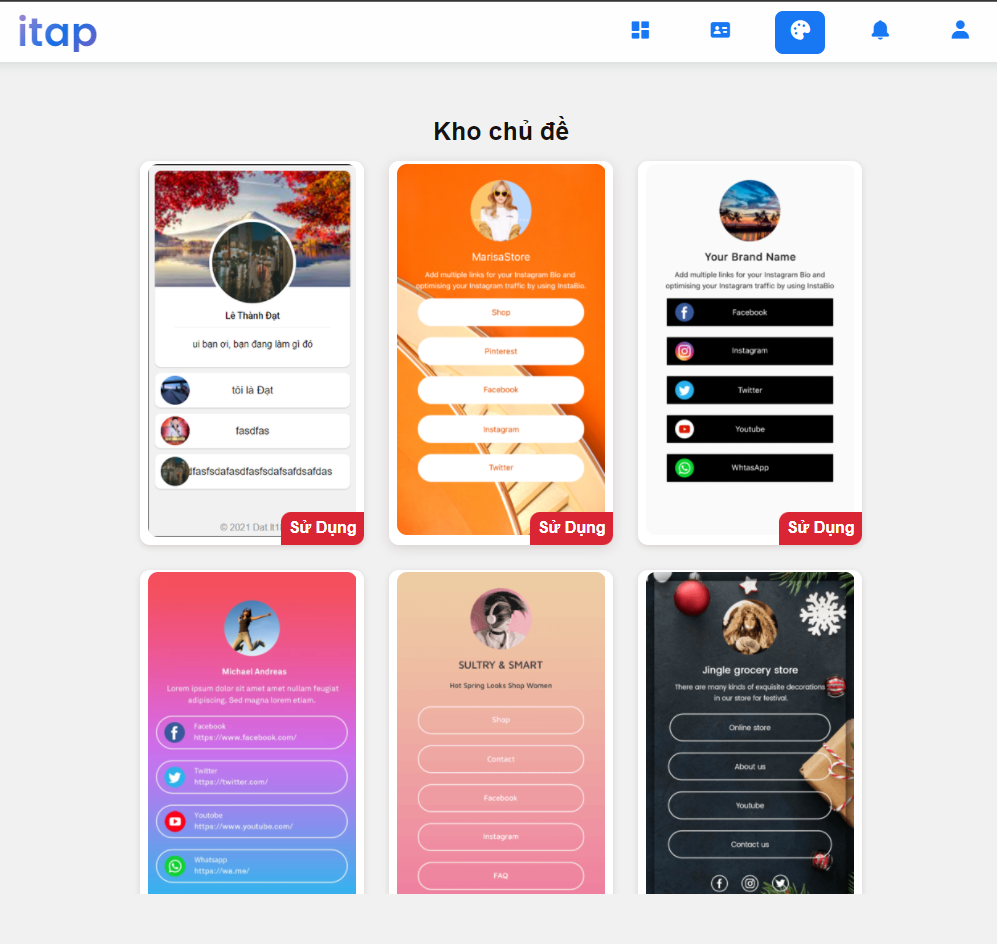 itap
Kho chủ đề
Lê Thành Đạt
ui bạn ơi, bạn đang làm gì đó
tôi là Đạt
fasdfas
dfasfsdafasdfasfsdafsafdsafdas
© 2021 Dat
Sử Dụng
MarisaStore
Add multiple links for your Instagram Bio and
optimising your Instagram traffic by using InstaBio.
Shop
Pinterest
Facebook
Instagram
Twitter
Sử Dụng
Your Brand Name
Add multiple links for your Instagram Bio and
optimising your Instagram traffic by using InstaBio
Facebook
Instagram
Twitter
Youtube
WhtasApp
Sử Dụng
Michael Andreas
Lorem ipsum dolor sit amet amet nullam feugiat
adipiscing. Sed magna lorem etiam.
Facebook
https://www.facebook.com/
Twitter
https://twitter.com/
Youtobe
https://www.youtube.com/
Whatsapp
https://wa.me/
SULTRY & SMART
Hot Spring Looks Shop Women
Shop
Contact
Facebook
Instagram
FAQ
Jingle grocery store
There are many kinds of exquisite decorations
in our store for festival.
Online store
About us
Youtube
Contact us